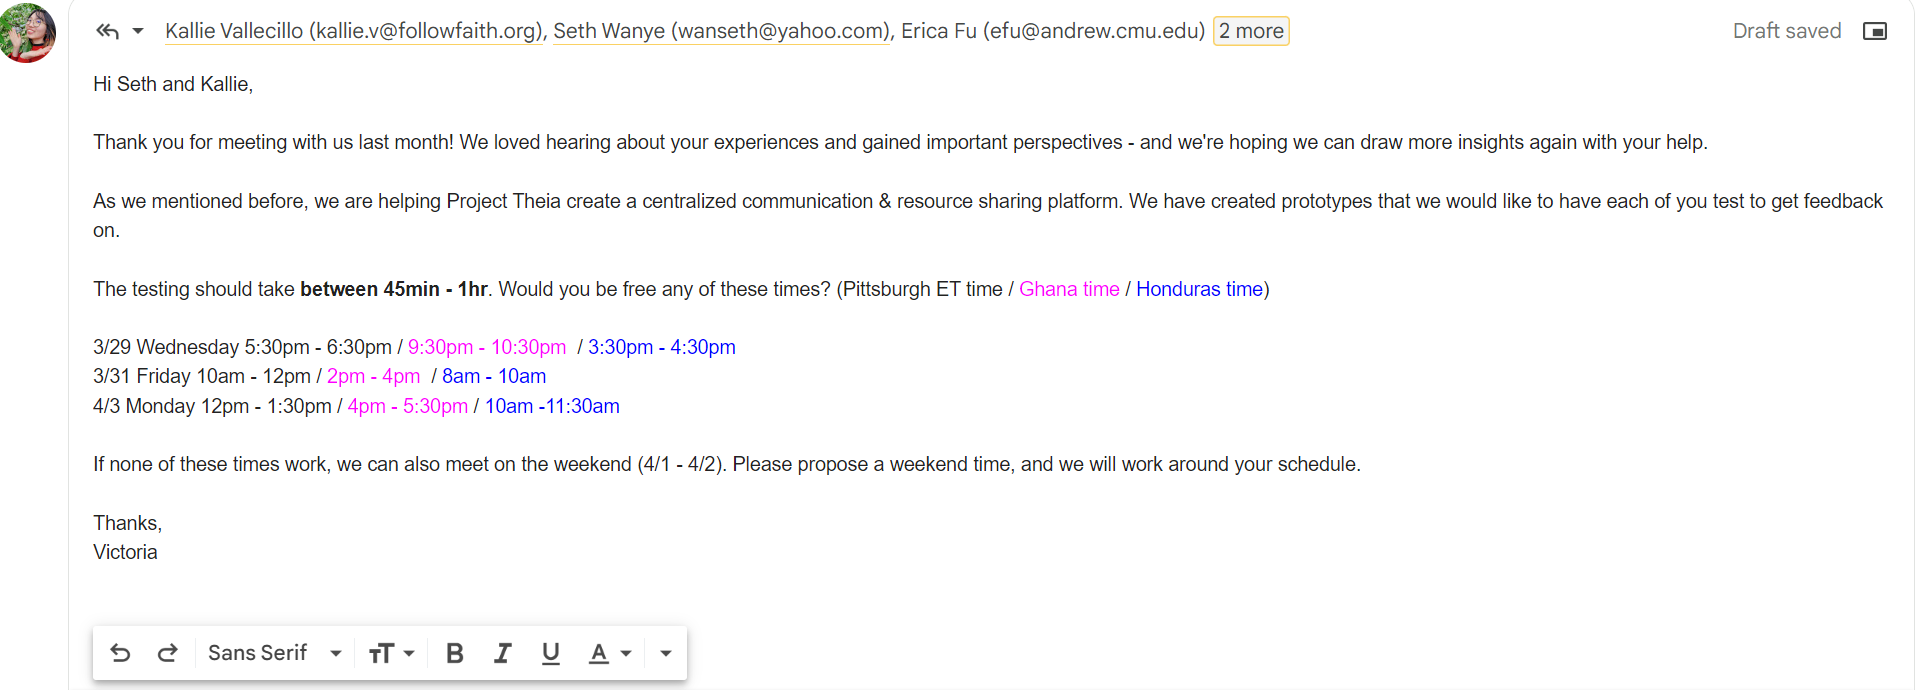 Kallie Vallecillo (kallie.v@followfaith.org), Seth Wanye (wanseth@yahoo.com), Erica Fu (efu@andrew.cmu.edu) 2 more Draft saved
Hi Seth and Kallie,
Thank you for meeting with us last month! We loved hearing about your experiences and gained important perspectives - and we're hoping we can draw more insights again with your help.
As we mentioned before, we are helping Project Theia create a centralized communication & resource sharing platform. We have created prototypes that we would like to have each of you test to get feedback
on.
The testing should take between 45min - 1hr. Would you be free any of these times? (Pittsburgh ET time / Ghana time / Honduras time)
3/29 Wednesday 5:30pm - 6:30pm / 9:30pm - 10:30pm / 3:30pm - 4:30pm
3/31 Friday 10am - 12pm / 2pm - 4pm / 8am - 10am
4/3 Monday 12pm - 1:30pm / 4pm - 5:30pm / 10am -11:30am
If none of these times work, we can also meet on the weekend (4/1 - 4/2). Please propose a weekend time, and we will work around your schedule.
Thanks,
Victoria
Sans Serif TT B I U A